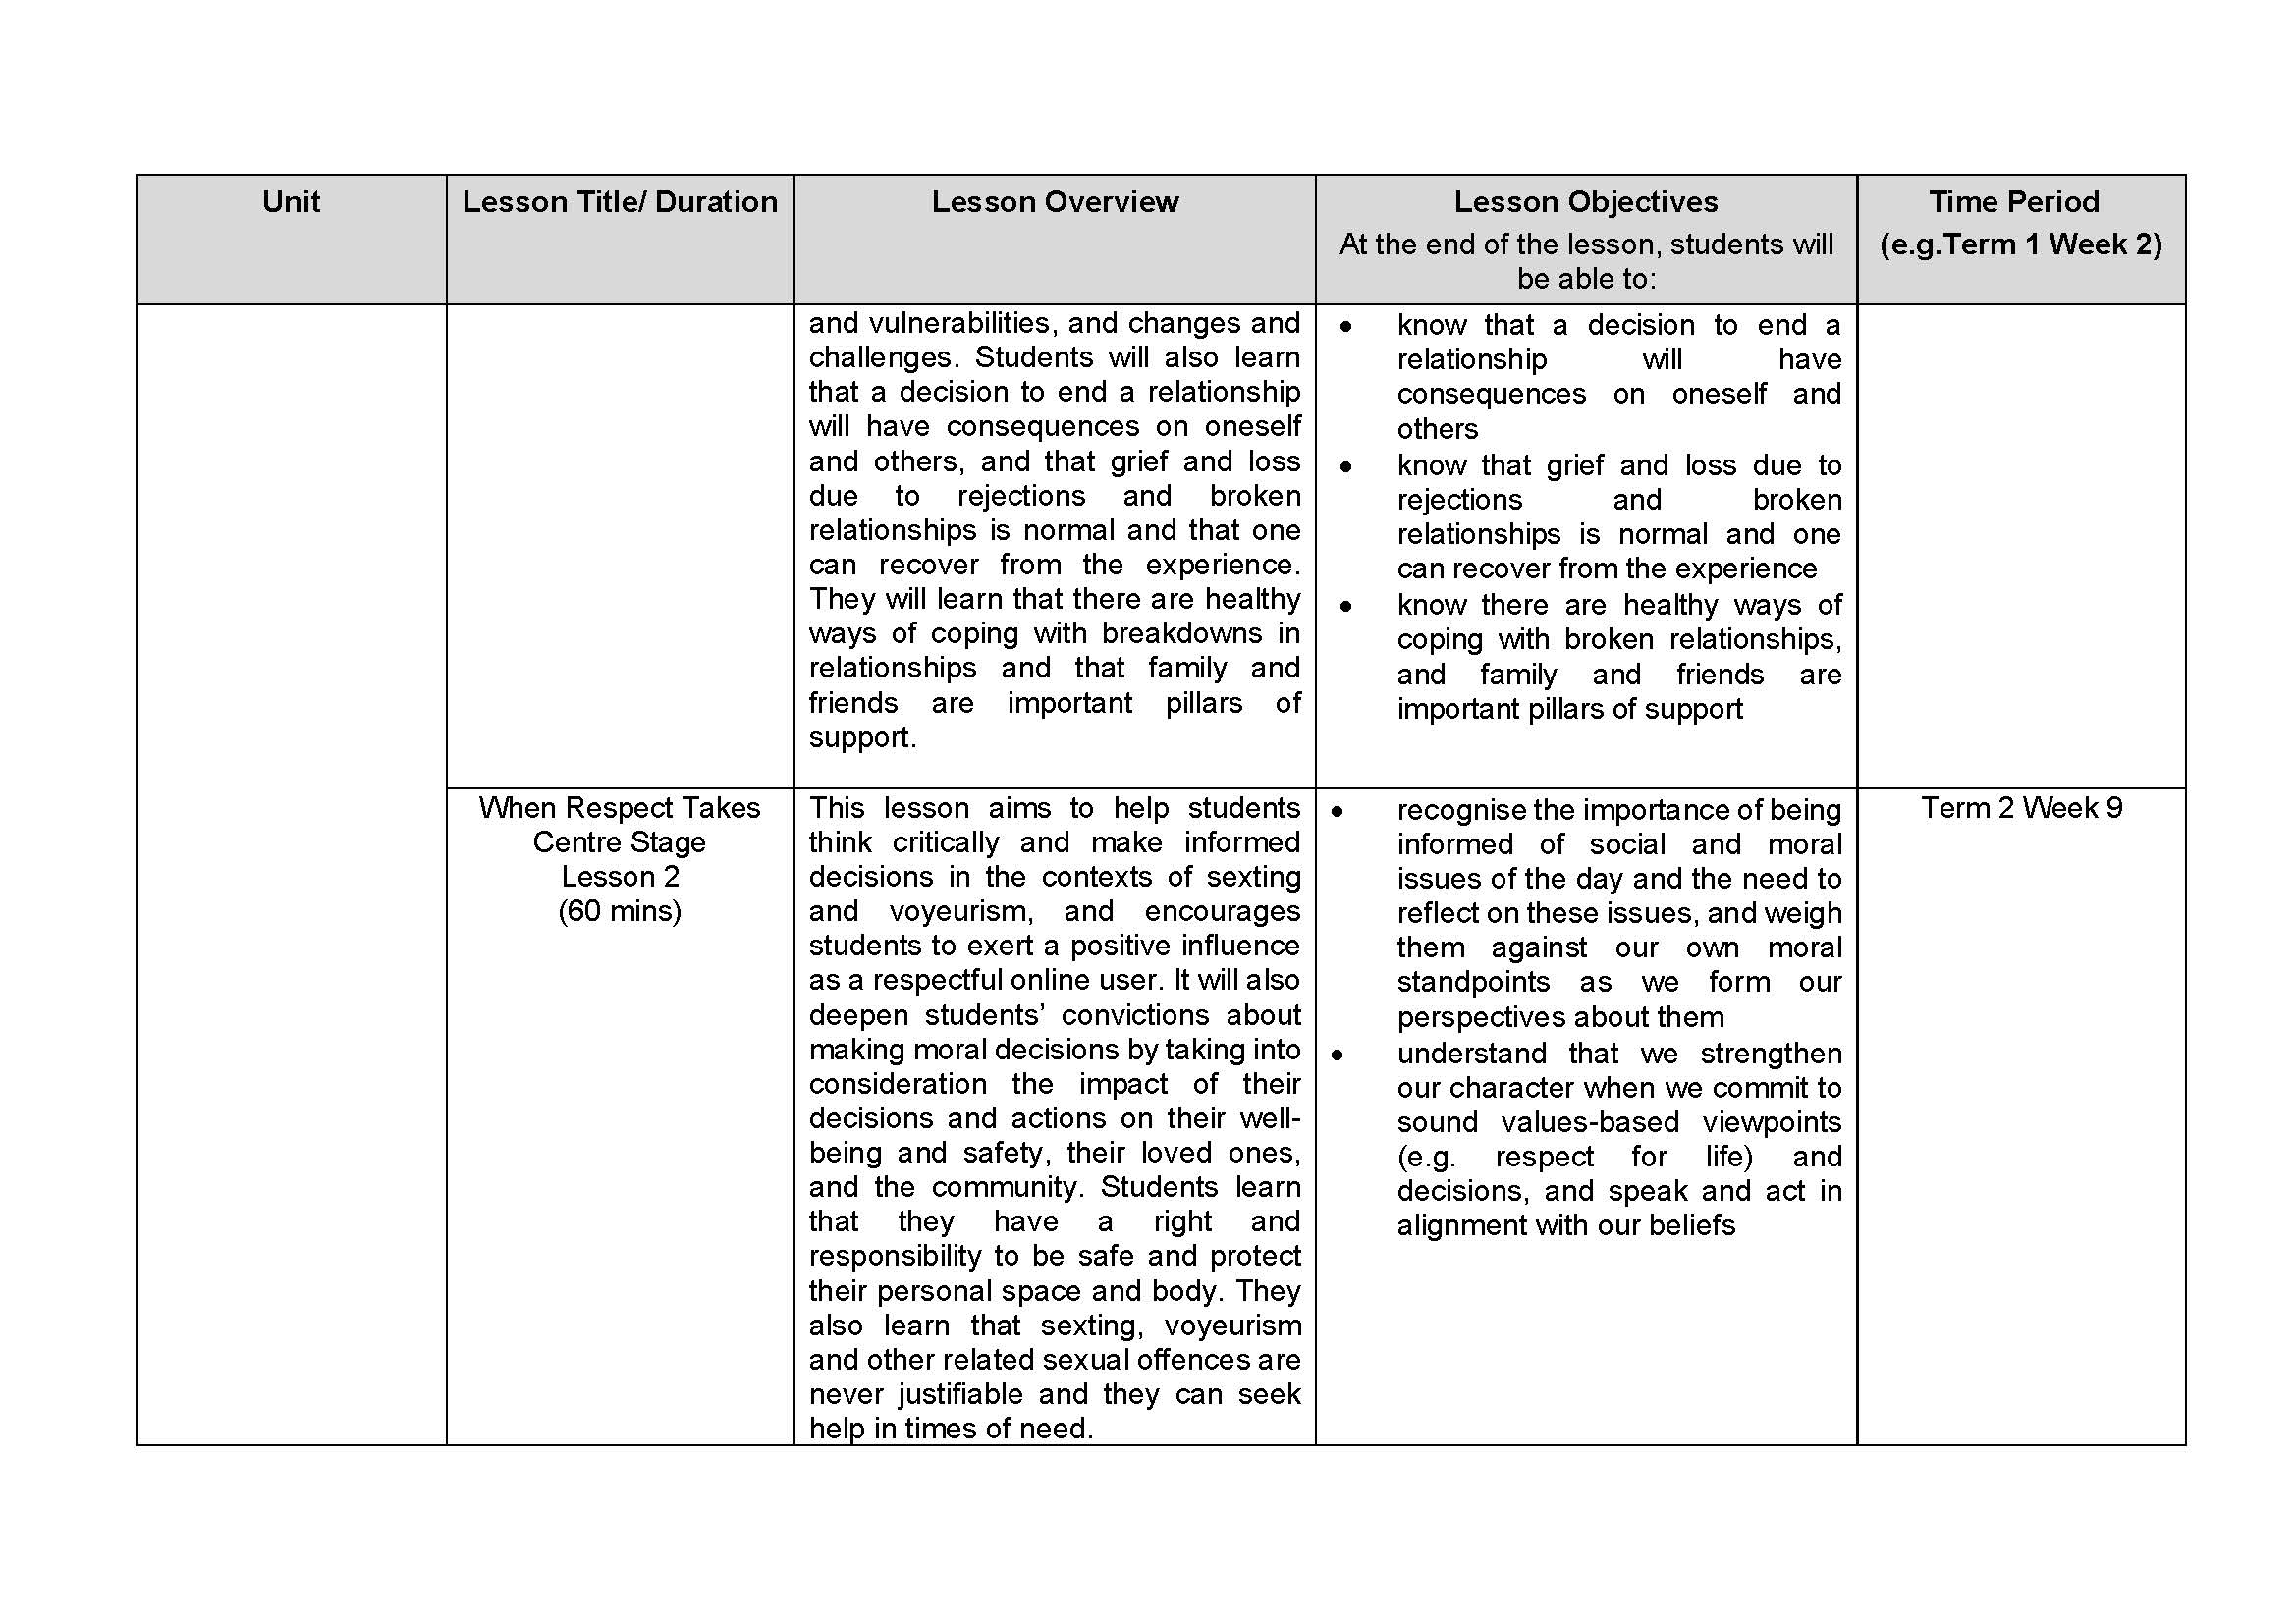 Unit
Lesson Title/ Duration
Lesson Overview
Lesson Objectives
At the end of the lesson, students will
be able to:
Time Period
(e.g.Term 1 Week 2)
and vulnerabilities, and changes and
challenges. Students will also learn
that a decision to end a relationship
will have consequences on oneself
and others, and that grief and loss
due to rejections and broken
relationships is normal and that one
can recover from the experience.
They will learn that there are healthy
ways of coping with breakdowns in
relationships and that family and
friends are important pillars of
support.
• know that a decision to end a
relationship will have
consequences on oneself and
others
• know that grief and loss due to
rejections and broken
relationships is normal and one
can recover from the experience
• know there are healthy ways of
coping with broken relationships,
and family and friends are
important pillars of support
When Respect Takes
Centre Stage
Lesson 2
(60 mins)
This lesson aims to help students
think critically and make informed
decisions in the contexts of sexting
and voyeurism, and encourages
students to exert a positive influence
as a respectful online user. It will also
deepen students’ convictions about
making moral decisions by taking into
consideration the impact of their
decisions and actions on their well-
being and safety, their loved ones,
and the community. Students learn
that they have a right and
responsibility to be safe and protect
their personal space and body. They
also learn that sexting, voyeurism
and other related sexual offences are
never justifiable and they can seek
help in times of need.
• recognise the importance of being
informed of social and moral
issues of the day and the need to
reflect on these issues, and weigh
them against our own moral
standpoints as we form our
perspectives about them
• understand that we strengthen
our character when we commit to
sound values-based viewpoints
(e.g. respect for life) and
decisions, and speak and act in
alignment with our beliefs
Term 2 Week 9